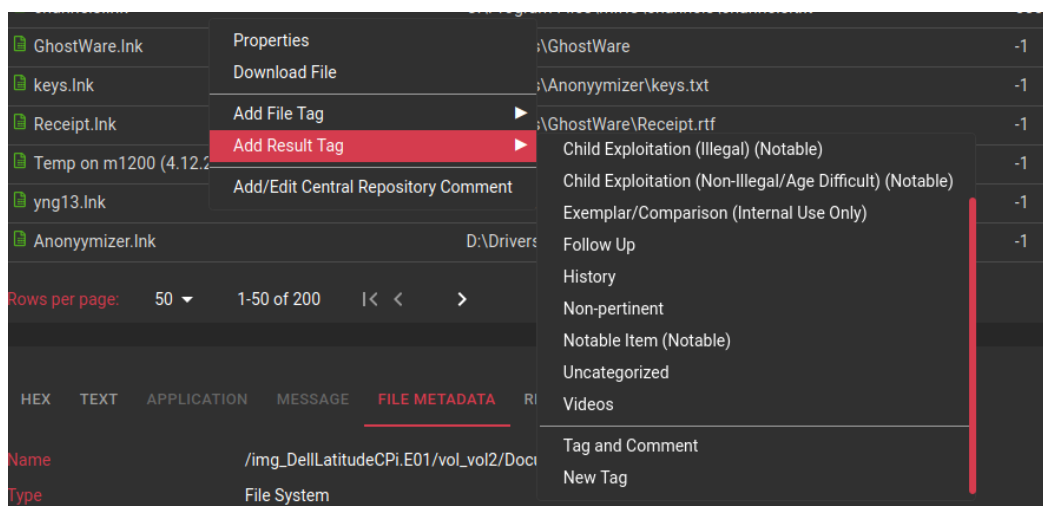 GhostWare.lnk
Properties
s\GhostWare
-1
Download File
keys.lnk
s\Anonyymizer\keys.txt
-1
Add File Tag
Receipt.lnk
s\GhostWare\Receipt.rtf
-1
Add Result Tag
Child Exploitation (Illegal) (Notable)
Temp on m1200 (4.12.2
-1
Add/Edit Central Repository Comment
Child Exploitation (Non-Illegal/Age Difficult) (Notable)
yng13.lnk
-1
Exemplar/Comparison (Internal Use Only)
Anonyymizer.lnk
D:\Drivers
Follow Up
-1
History
Rows per page:
50
1-50 of 200
Non-pertinent
Notable Item (Notable)
Uncategorized
HEX
TEXT
APPLICATION
MESSAGE
FILE METADATA
Videos
Tag and Comment
Name
/img_DellLatitudeCPi.E01/vol_vol2/Docu
New Tag
Type
File System